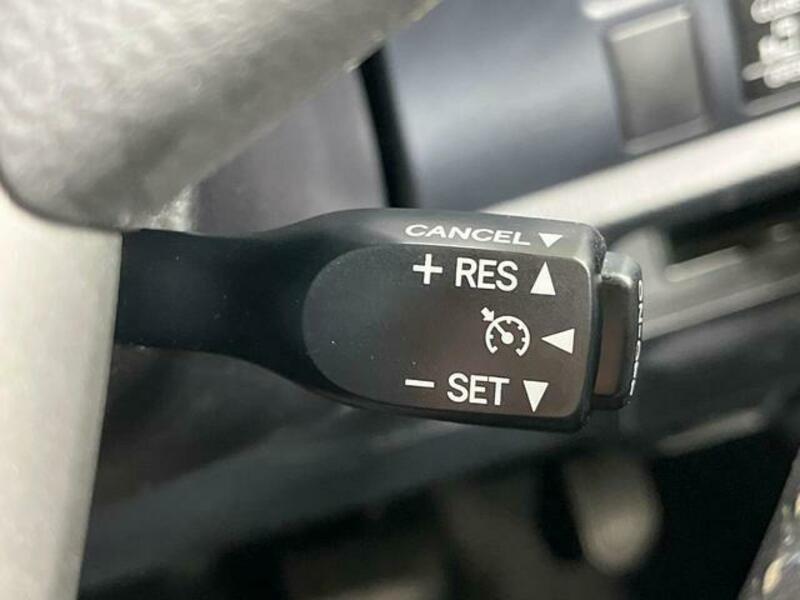 CANCEL ▼
+ RES ▲
◀
− SET ▼